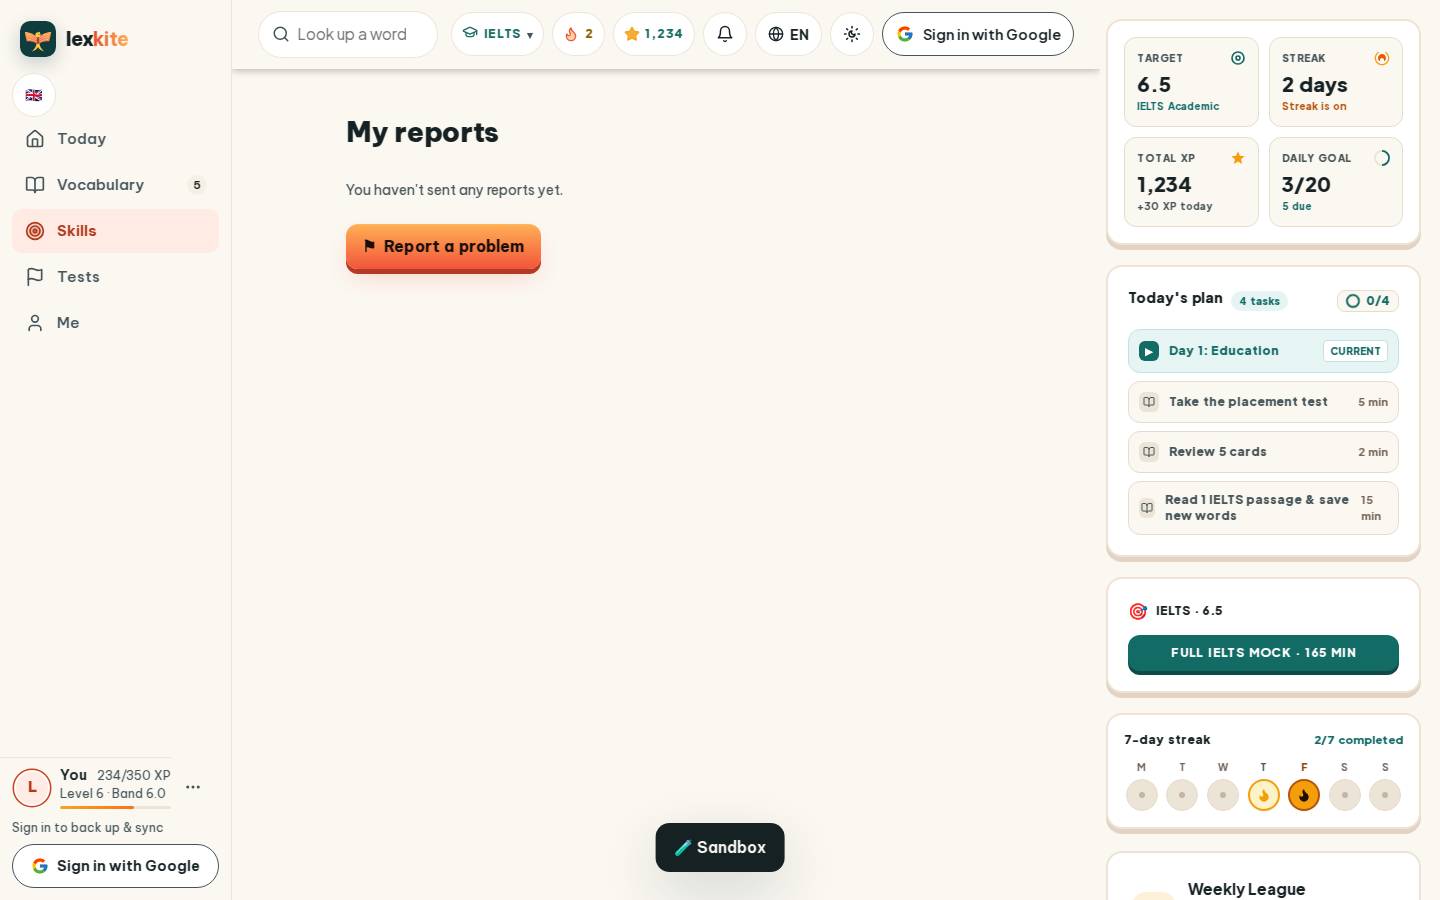 lexkite
Today
Vocabulary 5
Skills
Tests
Me
L
You 234/350 XP
Level 6 · Band 6.0
Sign in to back up & sync
Sign in with Google
Look up a word
IELTS ▾
2
1,234
EN
Sign in with Google
My reports
You haven't sent any reports yet.
⚑ Report a problem
🧪 Sandbox
TARGET
6.5
IELTS Academic
STREAK
2 days
Streak is on
TOTAL XP
1,234
+30 XP today
DAILY GOAL
3/20
5 due
Today's plan 4 tasks 0/4
Day 1: Education CURRENT
Take the placement test 5 min
Review 5 cards 2 min
Read 1 IELTS passage & save 15
new words min
🎯 IELTS · 6.5
FULL IELTS MOCK · 165 MIN
7-day streak 2/7 completed
M T W T F S S
Weekly League